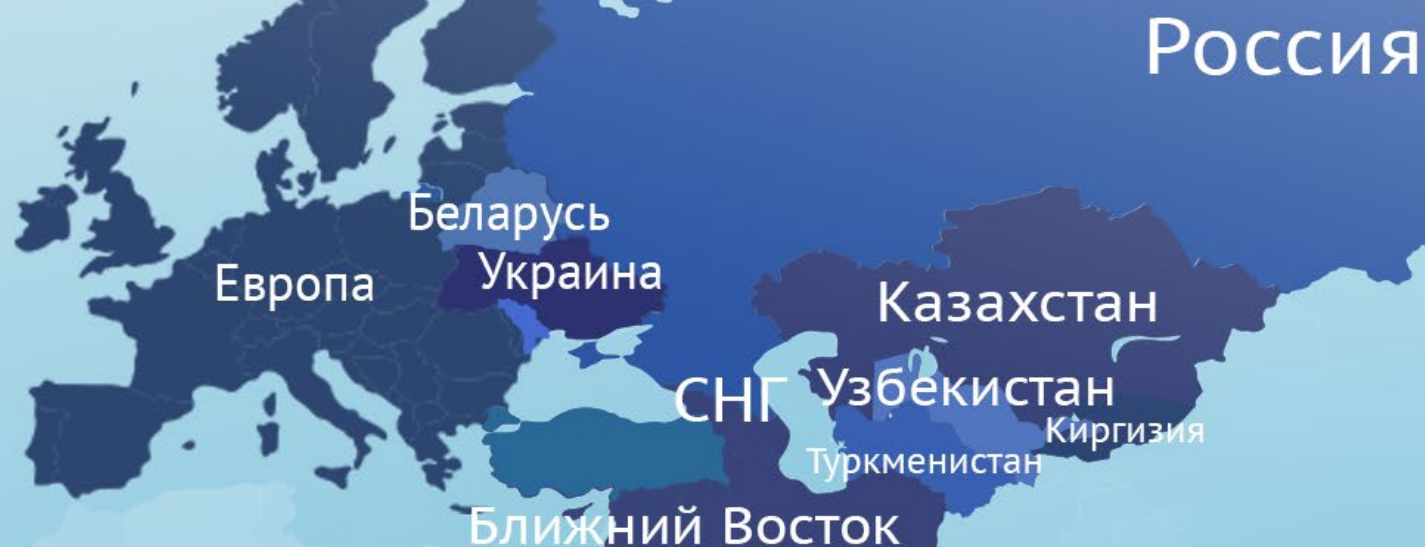 Россия
Беларусь
Украина
Европа
Казахстан
СНГ
Узбекистан
Киргизия
Туркменистан
Ближний Восток